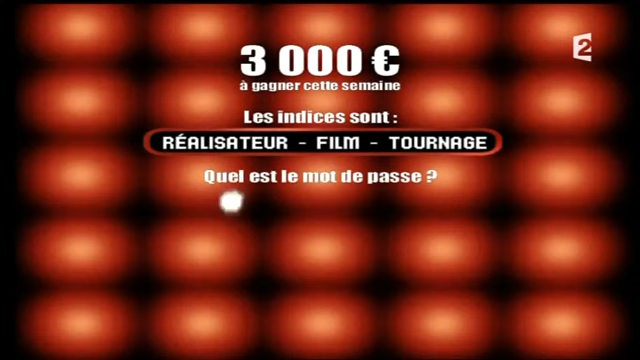 3 000 €
2
à gagner cette semaine
Les indices sont :
RÉALISATEUR - FILM - TOURNAGE
Quel est le mot de passe ?